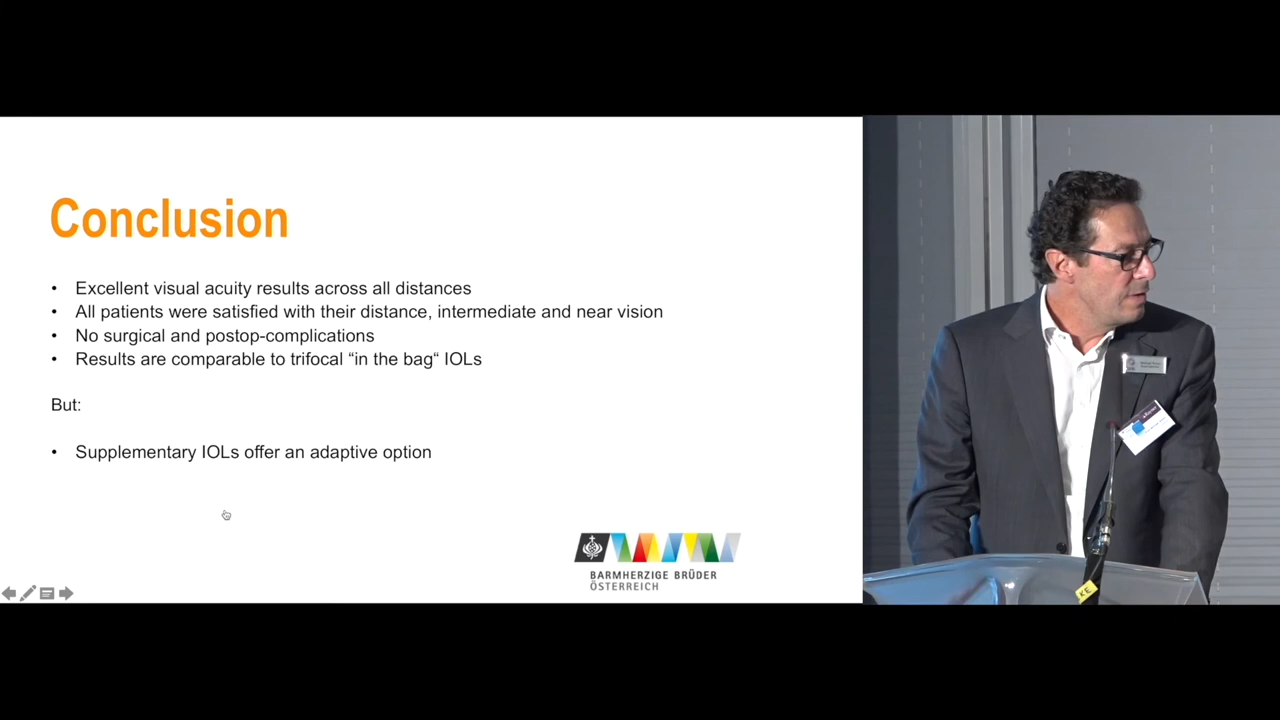 Conclusion
• Excellent visual acuity results across all distances
• All patients were satisfied with their distance, intermediate and near vision
• No surgical and postop-complications
• Results are comparable to trifocal “in the bag“ IOLs
But:
• Supplementary IOLs offer an adaptive option
BARMHERZIGE BRÜDER
ÖSTERREICH
KE